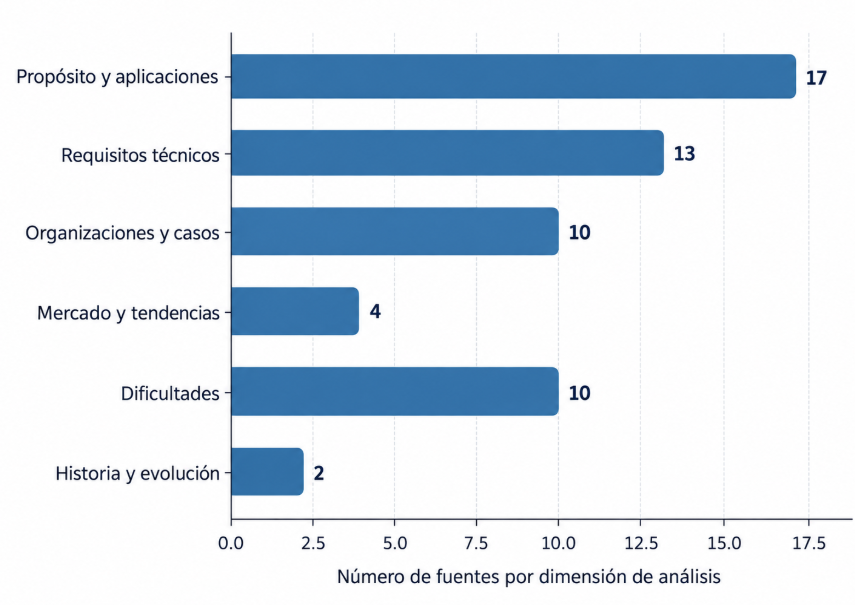 Propósito y aplicaciones 17
Requisitos técnicos 13
Organizaciones y casos 10
Mercado y tendencias 4
Dificultades 10
Historia y evolución 2
0.0 2.5 5.0 7.5 10.0 12.5 15.0 17.5
Número de fuentes por dimensión de análisis